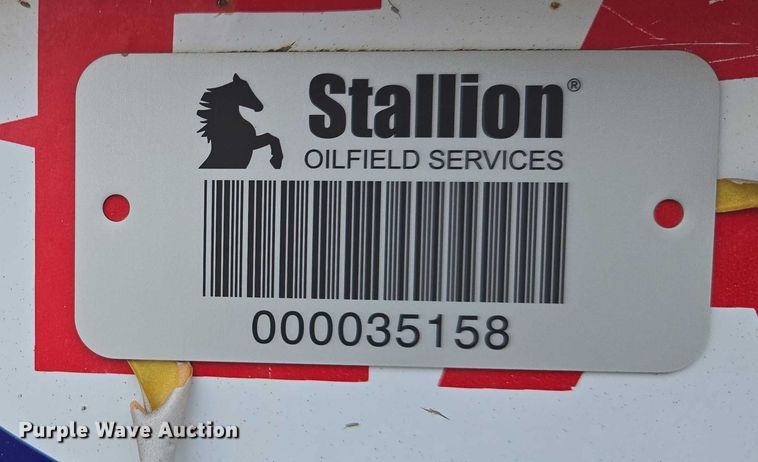 Stallion®
OILFIELD SERVICES
000035158
Purple Wave Auction